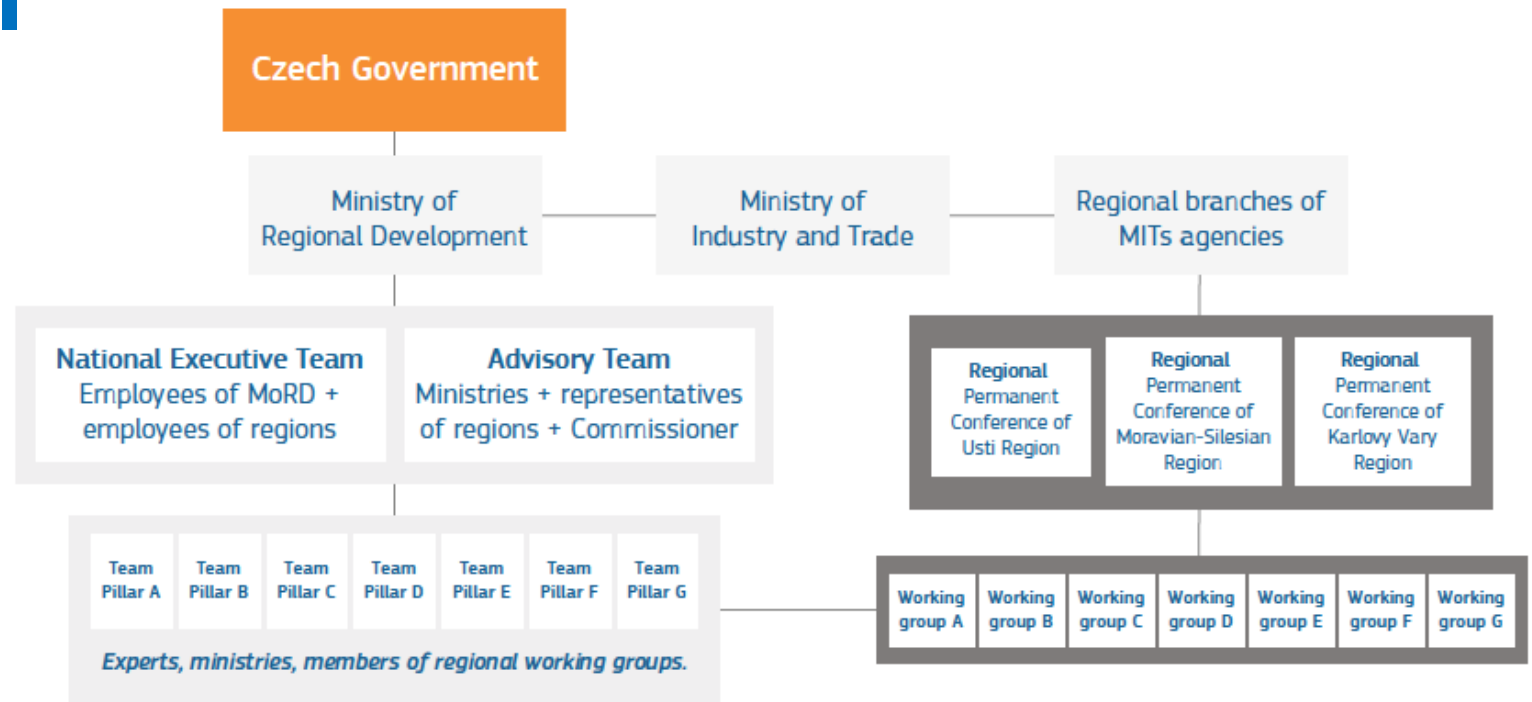 Czech Government
Ministry of
Regional Development
Ministry of
Industry and Trade
Regional branches of
MITs agencies
National Executive Team
Employees of MoRD +
employees of regions
Advisory Team
Ministries + representatives
of regions + Commissioner
Regional
Permanent
Conference of
Usti Region
Regional
Permanent
Conference of
Moravian-Silesian
Region
Regional
Permanent
Conference of
Karlovy Vary
Region
Team
Pillar A
Team
Pillar B
Team
Pillar C
Team
Pillar D
Team
Pillar E
Team
Pillar F
Team
Pillar G
Experts, ministries, members of regional working groups.
Working
group A
Working
group B
Working
group C
Working
group D
Working
group E
Working
group F
Working
group G